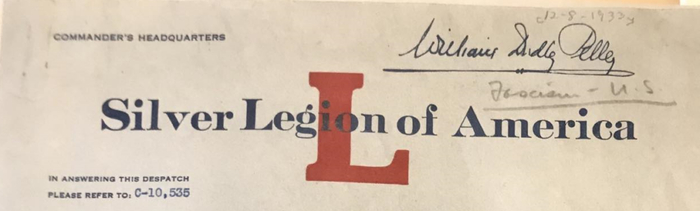 12-8-1933
COMMANDER'S HEADQUARTERS
William Dudley Pelley
Fascism - U.S.
Silver Legion of America
L
IN ANSWERING THIS DESPATCH
PLEASE REFER TO: C-10,535